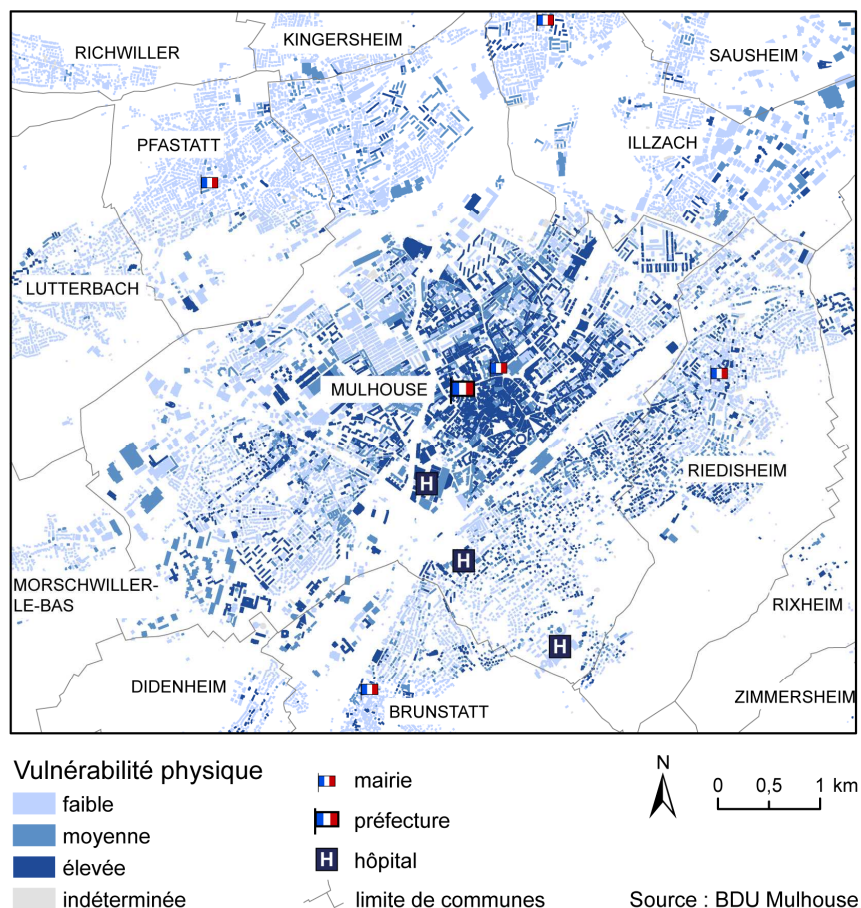 KINGERSHEIM
RICHWILLER
SAUSHEIM
PFASTATT
ILLZACH
LUTTERBACH
MULHOUSE
RIEDISHEIM
H
H
MORSCHWILLER-
LE-BAS
RIXHEIM
H
DIDENHEIM
ZIMMERSHEIM
BRUNSTATT
Vulnérabilité physique
faible
moyenne
élevée
indéterminée
mairie
préfecture
H hôpital
limite de communes
N
0 0,5 1 km
Source : BDU Mulhouse